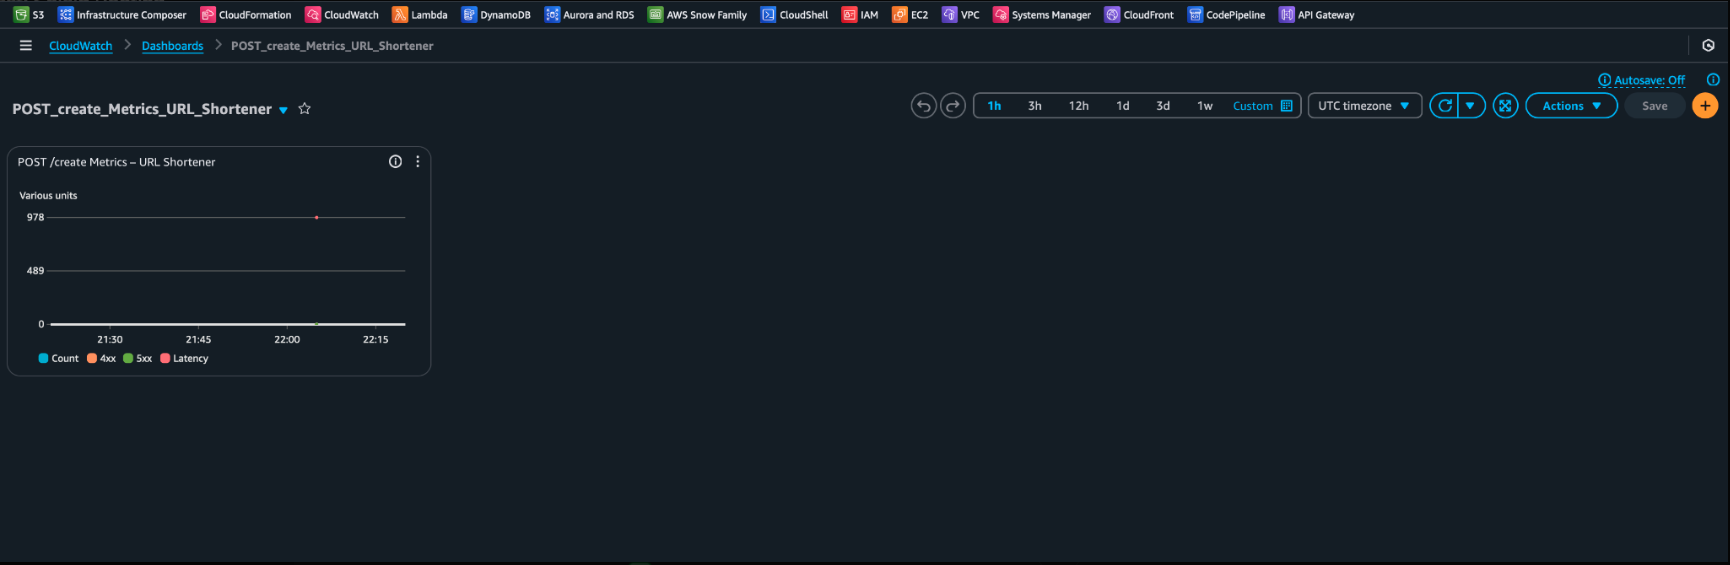 S3 Infrastructure Composer CloudFormation CloudWatch Lambda DynamoDB Aurora and RDS AWS Snow Family CloudShell IAM EC2 VPC Systems Manager CloudFront CodePipeline API Gateway
CloudWatch Dashboards POST_create_Metrics_URL_Shortener
Autosave: Off
POST_create_Metrics_URL_Shortener 1h 3h 12h 1d 3d 1w Custom UTC timezone Actions Save +
POST /create Metrics – URL Shortener
Various units
978
489
0
21:30 21:45 22:00 22:15
Count 4xx 5xx Latency